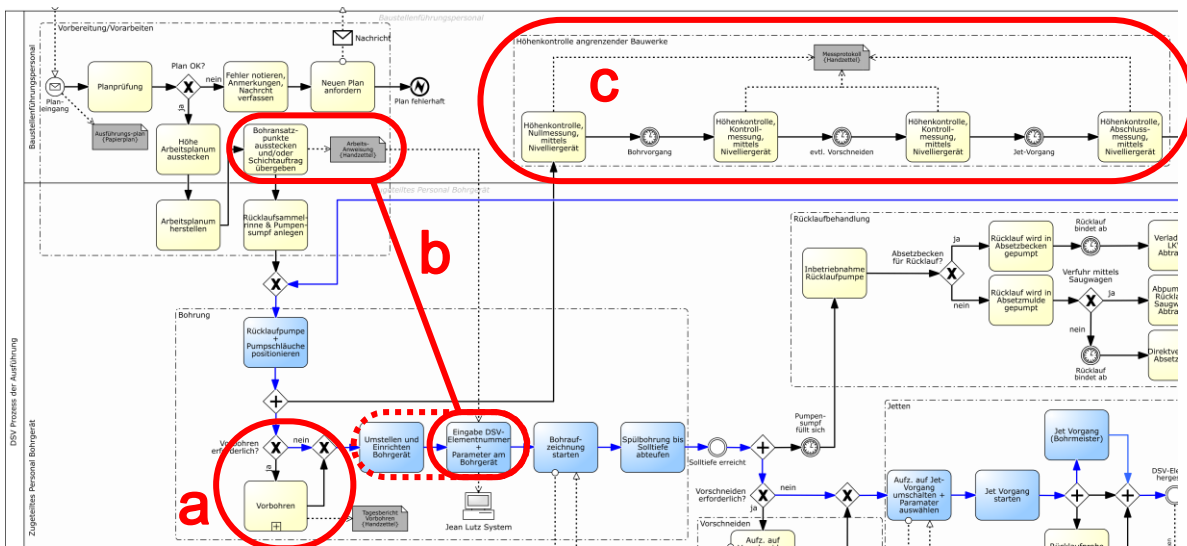 Baustellenführungspersonal
Vorbereitung/Vorarbeiten
Nachricht
Plan OK?
nein
ja
Plan-
eingang
Planprüfung
Fehler notieren,
Anmerkungen,
Nachrcht
verfassen
Neuen Plan
anfordern
Plan fehlerhaft
Ausführungs-plan
(Papierplan)
Höhe
Arbeitsplanum
ausstecken
Bohransatz-
punkte
ausstecken
und/oder
Schichtauftrag
übergeben
Arbeits-
Anweisung
(Handzettel)
Baustellenführungspersonal
Höhenkontrolle angrenzender Bauwerke
Messprotokoll
(Handzettel)
c
Höhenkontrolle,
Nullmessung,
mittels
Nivelliergerät
Bohrvorgang
Höhenkontrolle,
Kontroll-
messung,
mittels
Nivelliergerät
evtl. Vorschneiden
Höhenkontrolle,
Kontroll-
messung,
mittels
Nivelliergerät
Jet-Vorgang
Höhenkontrolle,
Abschluss-
messung,
mittels
Nivelliergerät
DSV Prozess der Ausführung
Zugeteiltes Personal Bohrgerät
Zugeteiltes Personal Bohrgerät
Arbeitsplanum
herstellen
Rücklaufsammel-
rinne & Pumpen-
sumpf anlegen
b
Rücklaufbehandlung
Inbetriebnahme
Rücklaufpumpe
Absetzbecken
für Rücklauf?
ja
nein
Rücklauf wird in
Absetzbecken
gepumpt
Rücklauf
bindet ab
Rücklauf wird in
Absetzmulde
gepumpt
Verfuhr mittels
Saugwagen
ja
nein
Rücklauf
bindet ab
Bohrung
Rücklaufpumpe
+
Pumpschläuche
positionieren
Vorbohren
erforderlich?
nein
ja
a
Vorbohren
Tagesbericht
Vorbohren
(Handzettel)
Umstellen und
Einrichten
Bohrgerät
Eingabe DSV-
Elementnummer
+
Parameter am
Bohrgerät
Jean Lutz System
Bohrauf-
zeichnung
starten
Spülbohrung bis
Solltiefe
abteufen
Solltiefe erreicht
Pumpen-
sumpf
füllt sich
Vorschneiden
erforderlich?
nein
ja
Vorschneiden
Aufz. auf
Jetten
Aufz. auf Jet-
Vorgang
umschalten +
Paramater
auswählen
Jet Vorgang
starten
Jet Vorgang
(Bohrmeister)